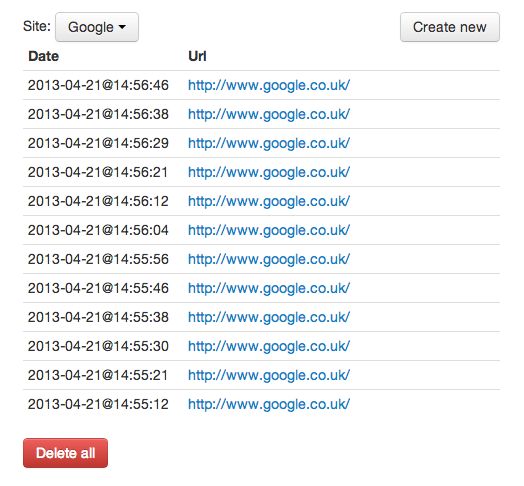 Site: Google Create new
Date Url
2013-04-21@14:56:46 http://www.google.co.uk/
2013-04-21@14:56:38 http://www.google.co.uk/
2013-04-21@14:56:29 http://www.google.co.uk/
2013-04-21@14:56:21 http://www.google.co.uk/
2013-04-21@14:56:12 http://www.google.co.uk/
2013-04-21@14:56:04 http://www.google.co.uk/
2013-04-21@14:55:56 http://www.google.co.uk/
2013-04-21@14:55:46 http://www.google.co.uk/
2013-04-21@14:55:38 http://www.google.co.uk/
2013-04-21@14:55:30 http://www.google.co.uk/
2013-04-21@14:55:21 http://www.google.co.uk/
2013-04-21@14:55:12 http://www.google.co.uk/
Delete all